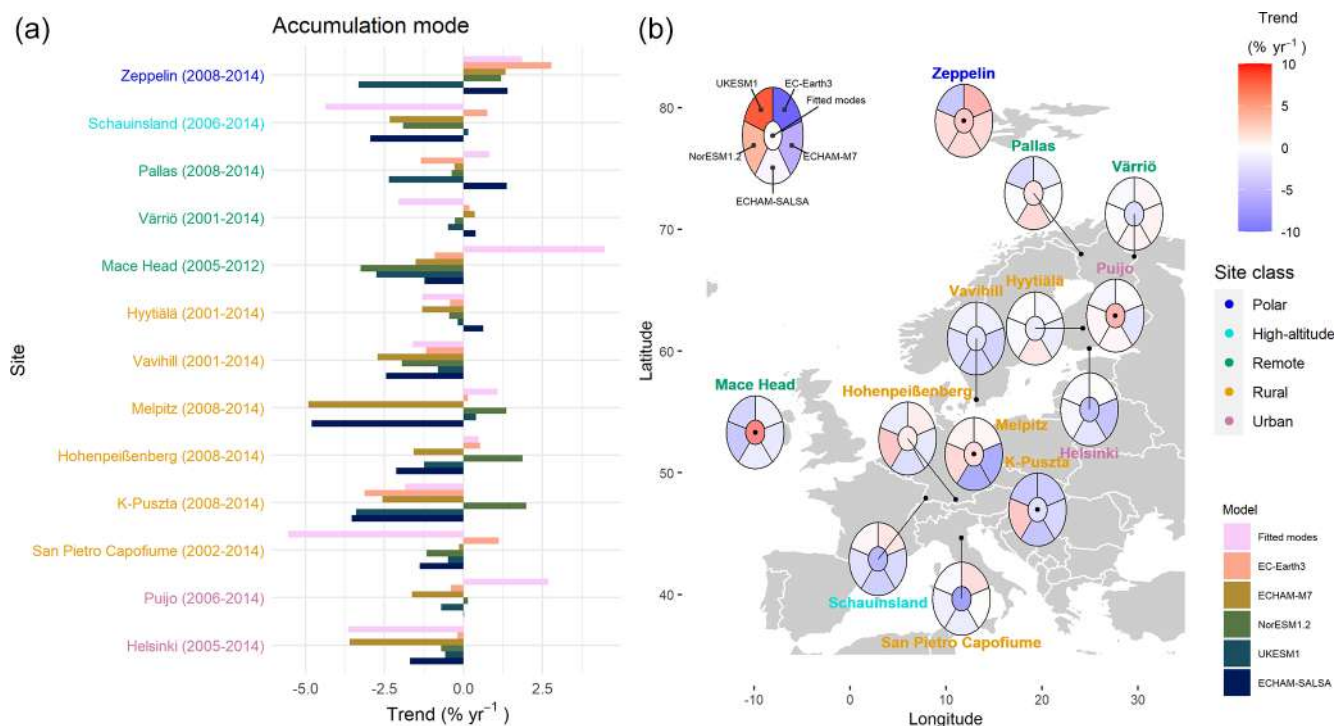 (a)
Accumulation mode
Site
Zeppelin (2008-2014)
Schauinsland (2006-2014)
Pallas (2008-2014)
Värriö (2001-2014)
Mace Head (2005-2012)
Hyytiälä (2001-2014)
Vavihill (2001-2014)
Melpitz (2008-2014)
Hohenpeißenberg (2008-2014)
K-Puszta (2008-2014)
San Pietro Capofiume (2002-2014)
Puijo (2006-2014)
Helsinki (2005-2014)
-5.0 -2.5 0.0 2.5
Trend (% yr⁻¹)
(b)
Latitude
80
70
60
50
40
-10 0 10 20 30
Longitude
UKESM1
EC-Earth3
Fitted modes
NorESM1.2
ECHAM-M7
ECHAM-SALSA
Zeppelin
Pallas
Värriö
Puijo
Vavihill
Hyytiälä
Mace Head
Hohenpeißenberg
Melpitz
K-Puszta
Helsinki
Schauinsland
San Pietro Capofiume
Trend
(% yr⁻¹)
10
5
0
-5
-10
Site class
Polar
High-altitude
Remote
Rural
Urban
Model
Fitted modes
EC-Earth3
ECHAM-M7
NorESM1.2
UKESM1
ECHAM-SALSA